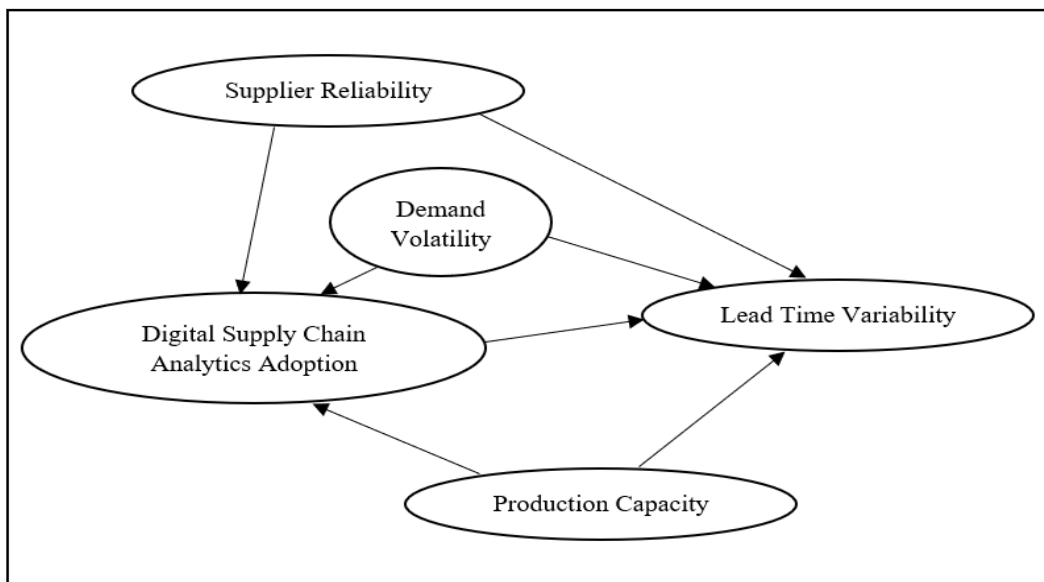 Supplier Reliability
Demand
Volatility
Digital Supply Chain
Analytics Adoption
Lead Time Variability
Production Capacity